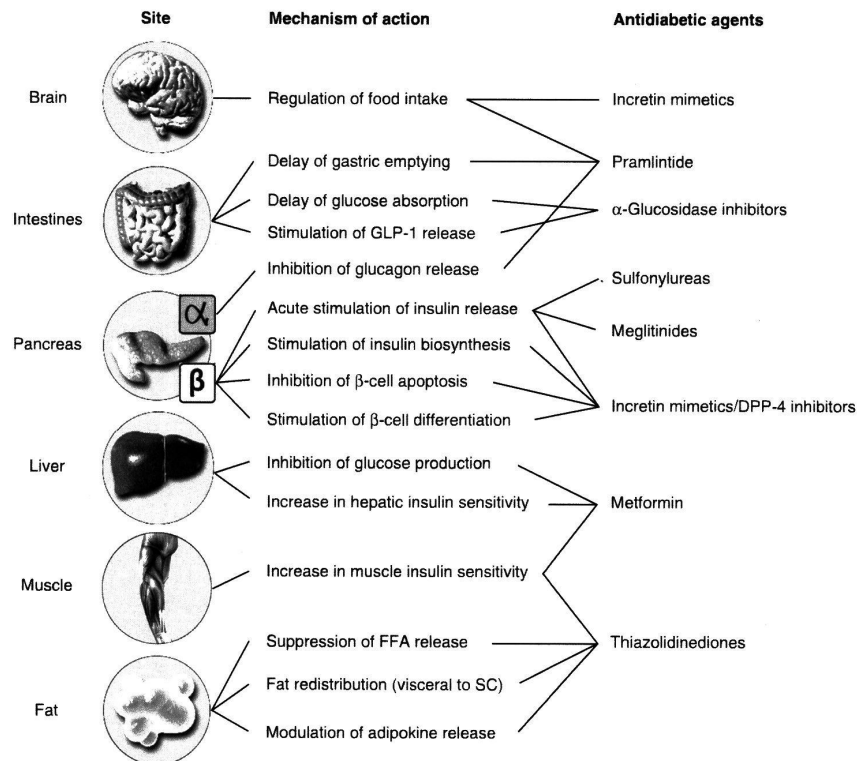 Site Mechanism of action Antidiabetic agents
Brain Regulation of food intake Incretin mimetics
Delay of gastric emptying Pramlintide
Delay of glucose absorption α-Glucosidase inhibitors
Intestines
Stimulation of GLP-1 release
Inhibition of glucagon release
Sulfonylureas
α
Acute stimulation of insulin release
Meglitinides
Pancreas Stimulation of insulin biosynthesis
β
Inhibition of β-cell apoptosis
Incretin mimetics/DPP-4 inhibitors
Stimulation of β-cell differentiation
Liver Inhibition of glucose production
Increase in hepatic insulin sensitivity Metformin
Muscle Increase in muscle insulin sensitivity
Suppression of FFA release Thiazolidinediones
Fat redistribution (visceral to SC)
Fat
Modulation of adipokine release